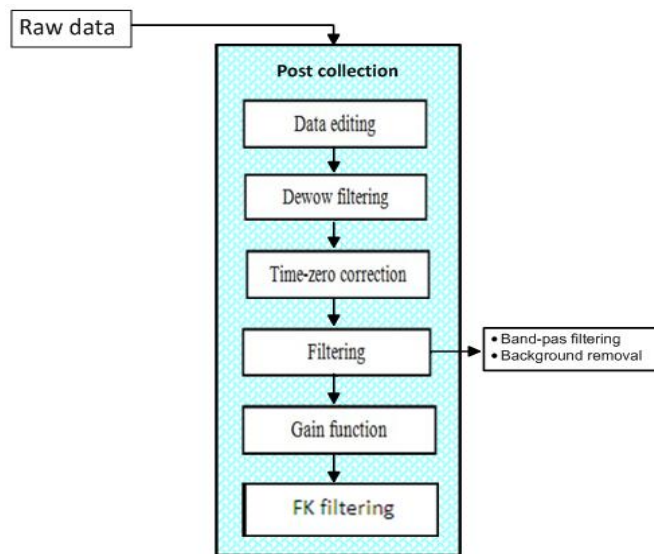 Raw data
Post collection
Data editing
Dewow filtering
Time-zero correction
Filtering
• Band-pas filtering
• Background removal
Gain function
FK filtering